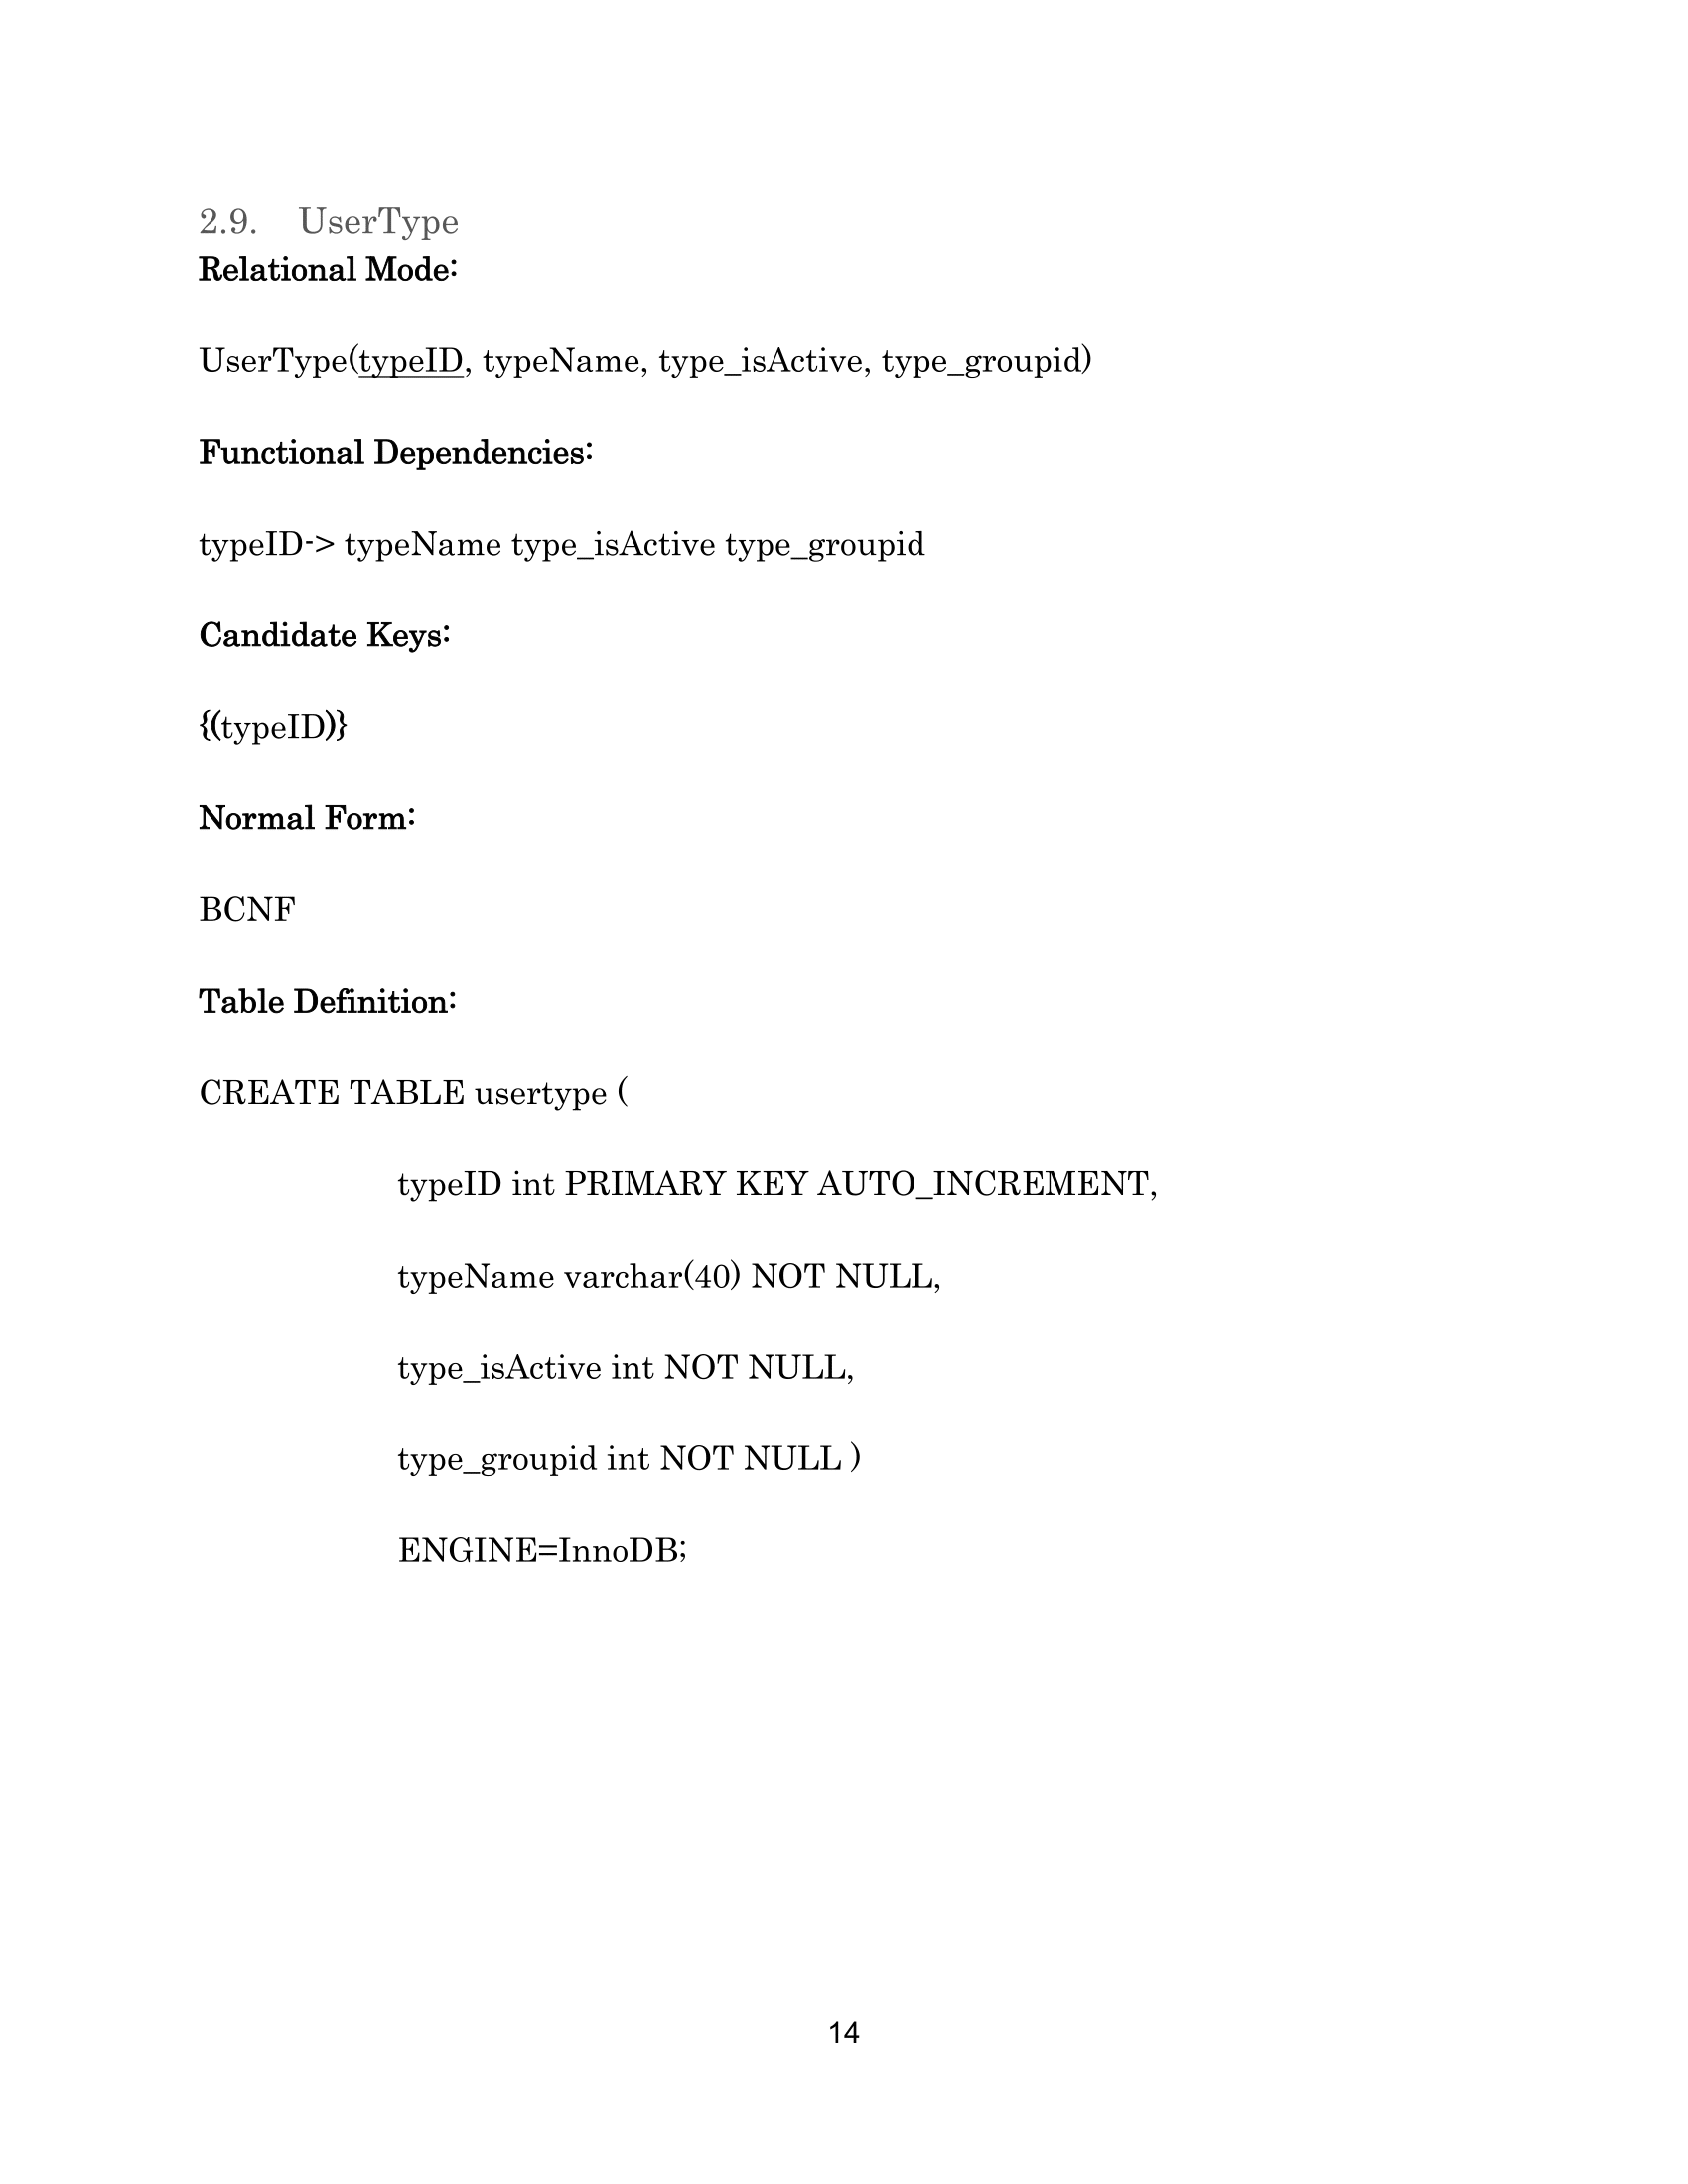 2.9. UserType
Relational Mode:
UserType(typeID, typeName, type_isActive, type_groupid)
Functional Dependencies:
typeID-> typeName type_isActive type_groupid
Candidate Keys:
{(typeID)}
Normal Form:
BCNF
Table Definition:
CREATE TABLE usertype (
typeID int PRIMARY KEY AUTO_INCREMENT,
typeName varchar(40) NOT NULL,
type_isActive int NOT NULL,
type_groupid int NOT NULL )
ENGINE=InnoDB;
14